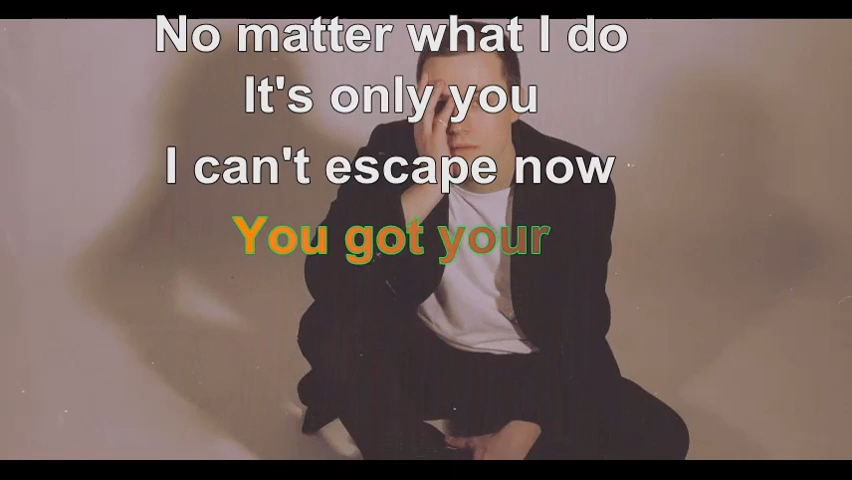 No matter what I do
It's only you
I can't escape now
You got your